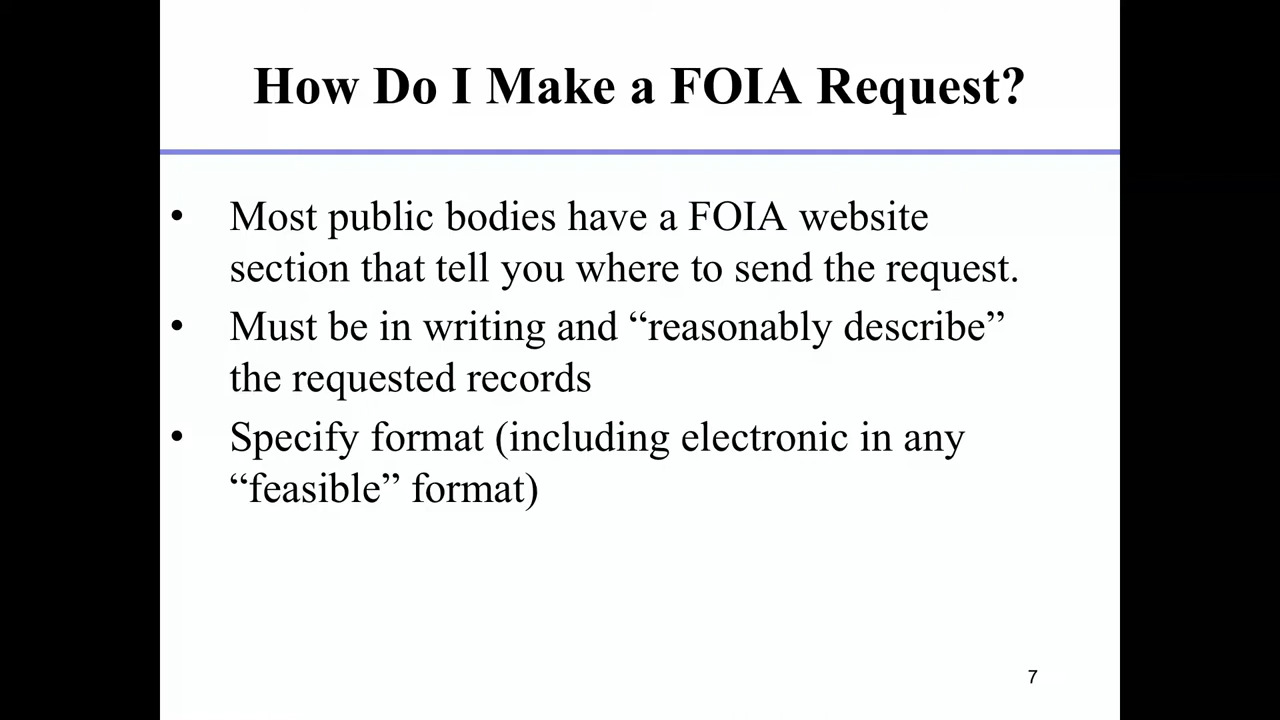 How Do I Make a FOIA Request?
• Most public bodies have a FOIA website
section that tell you where to send the request.
• Must be in writing and “reasonably describe”
the requested records
• Specify format (including electronic in any
“feasible” format)
7